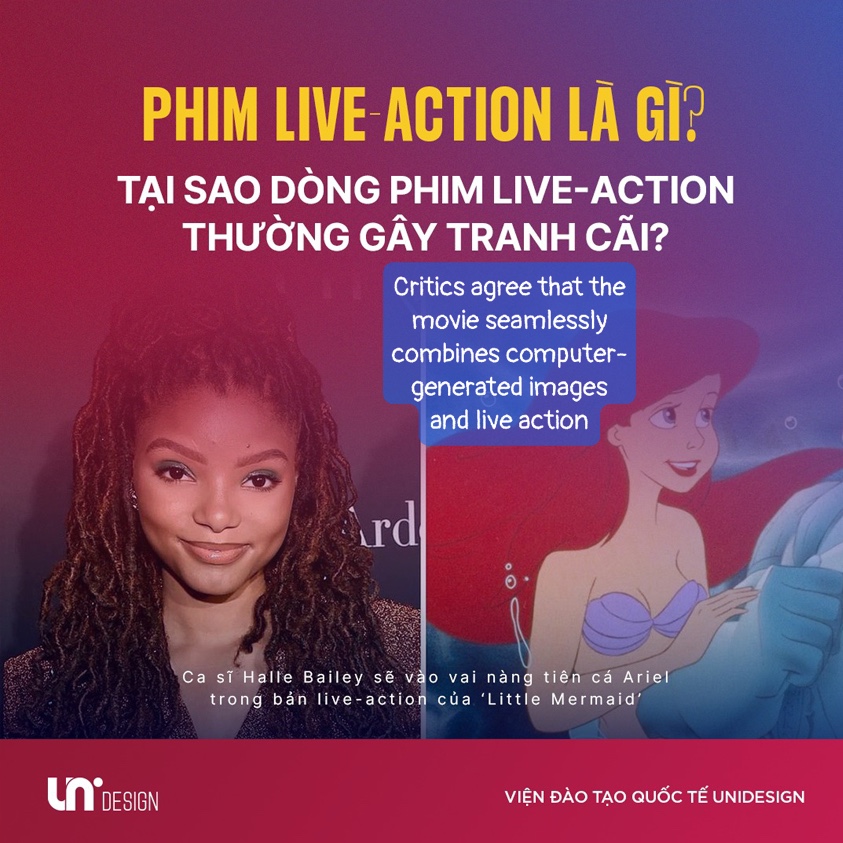 PHIM LIVE-ACTION LÀ GÌ?
TẠI SAO DÒNG PHIM LIVE-ACTION
THƯỜNG GÂY TRANH CÃI?
Critics agree that the
movie seamlessly
combines computer-
generated images
and live action
Arde
Ca sĩ Halle Bailey sẽ vào vai nàng tiên cá Ariel
trong bản live-action của ‘Little Mermaid’
UN DESIGN
VIỆN ĐÀO TẠO QUỐC TẾ UNIDESIGN